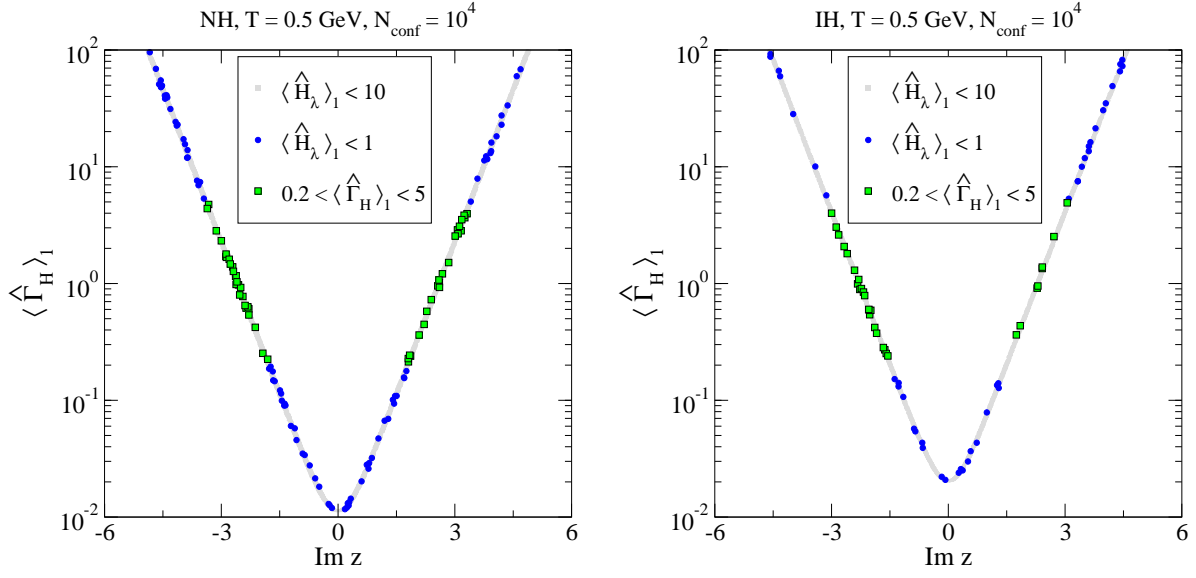 NH, T = 0.5 GeV, N_conf = 10^4
10^2
10^1
10^0
10^-1
10^-2
⟨ Γ̂_H ⟩_1
⟨ Ĥ_λ ⟩_1 < 10
⟨ Ĥ_λ ⟩_1 < 1
0.2 < ⟨ Γ̂_H ⟩_1 < 5
-6 -3 0 3 6
Im z
IH, T = 0.5 GeV, N_conf = 10^4
10^2
10^1
10^0
10^-1
10^-2
⟨ Γ̂_H ⟩_1
⟨ Ĥ_λ ⟩_1 < 10
⟨ Ĥ_λ ⟩_1 < 1
0.2 < ⟨ Γ̂_H ⟩_1 < 5
-6 -3 0 3 6
Im z